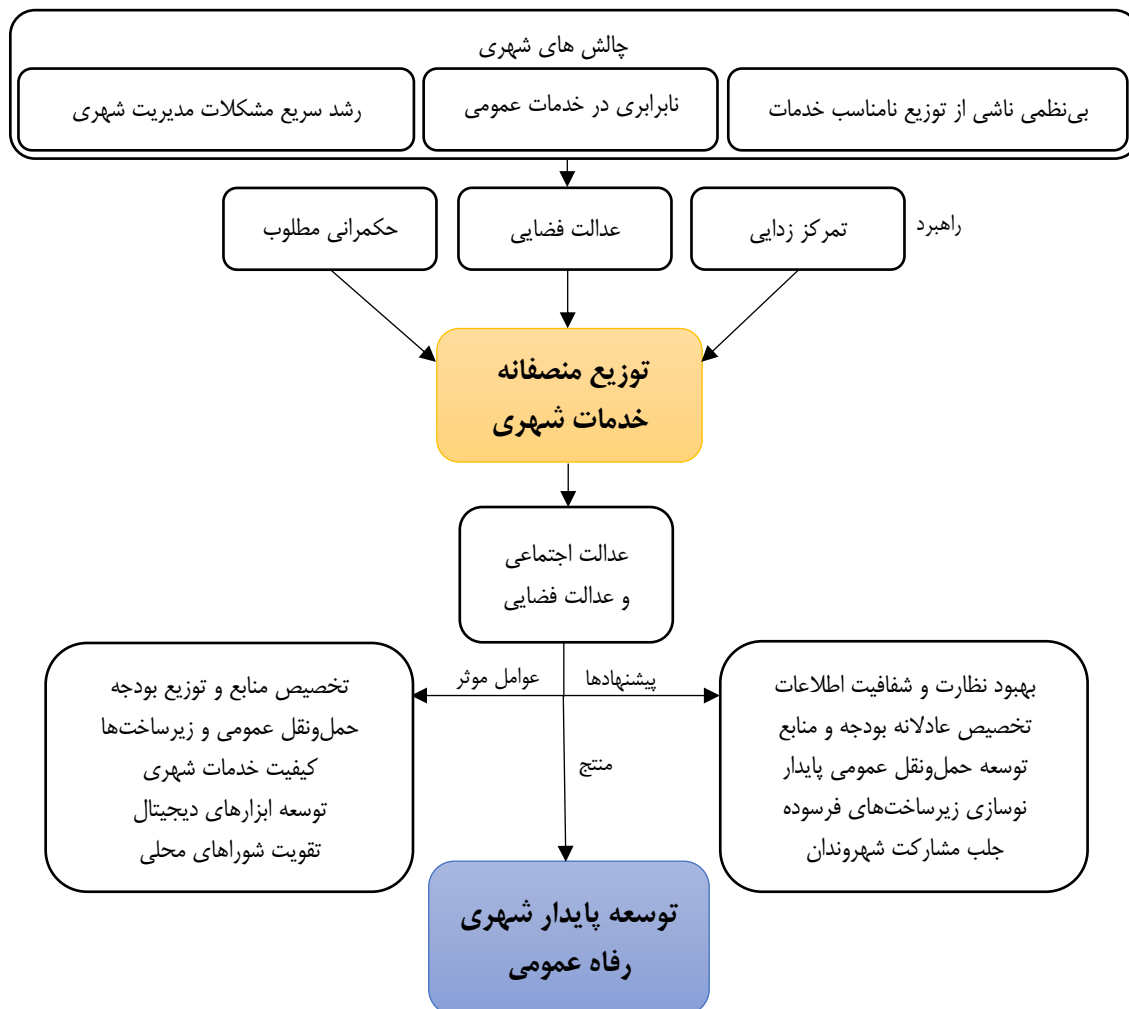 چالش های شهری
بی‌نظمی ناشی از توزیع نامناسب خدمات
نابرابری در خدمات عمومی
رشد سریع مشکلات مدیریت شهری
راهبرد
تمرکز زدایی
عدالت فضایی
حکمرانی مطلوب
توزیع منصفانه
خدمات شهری
عدالت اجتماعی
و عدالت فضایی
پیشنهادها
عوامل موثر
منتج
بهبود نظارت و شفافیت اطلاعات
تخصیص عادلانه بودجه و منابع
توسعه حمل‌ونقل عمومی پایدار
نوسازی زیرساخت‌های فرسوده
جلب مشارکت شهروندان
تخصیص منابع و توزیع بودجه
حمل‌ونقل عمومی و زیرساخت‌ها
کیفیت خدمات شهری
توسعه ابزارهای دیجیتال
تقویت شوراهای محلی
توسعه پایدار شهری
رفاه عمومی